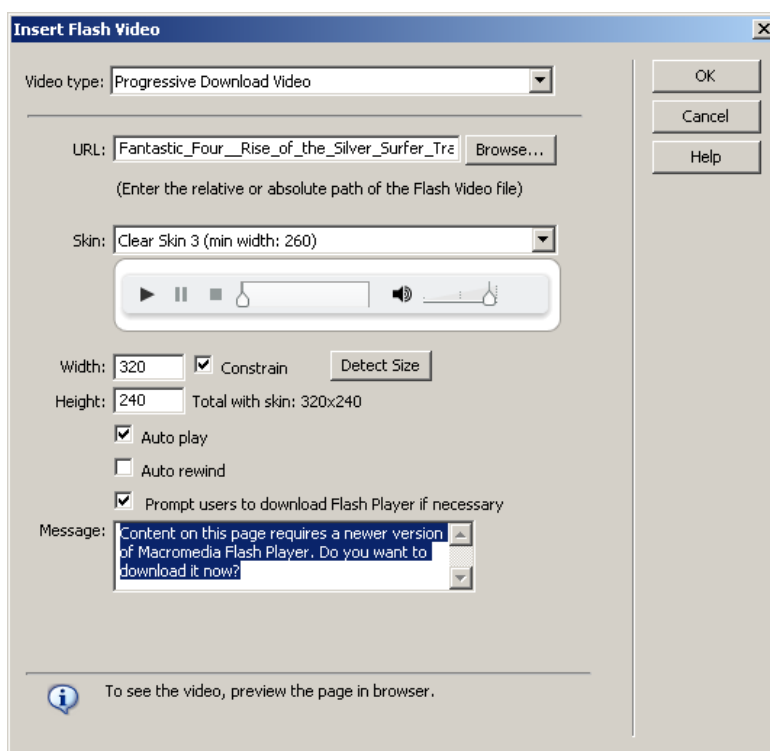 Insert Flash Video
Video type: Progressive Download Video
OK
Cancel
Help
URL: Fantastic_Four__Rise_of_the_Silver_Surfer_Tra Browse...
(Enter the relative or absolute path of the Flash Video file)
Skin: Clear Skin 3 (min width: 260)
Width: 320 Constrain Detect Size
Height: 240 Total with skin: 320x240
Auto play
Auto rewind
Prompt users to download Flash Player if necessary
Message: Content on this page requires a newer version
of Macromedia Flash Player. Do you want to
download it now?
To see the video, preview the page in browser.